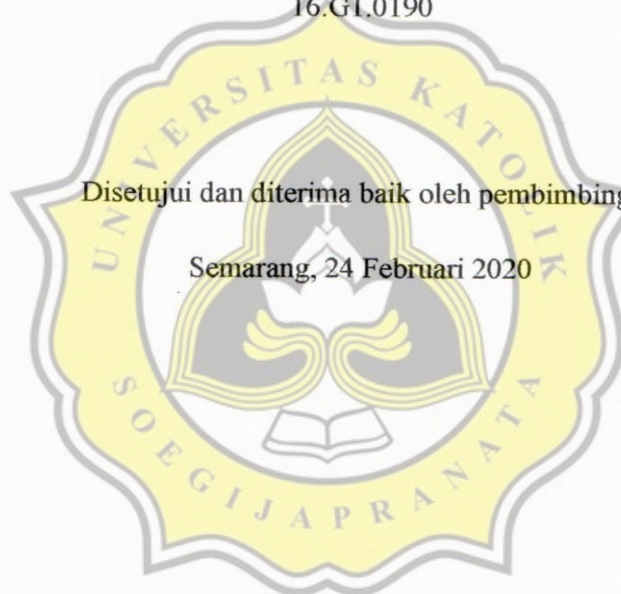 16.G1.0190
UNIVERSITAS KATOLIK
Disetujui dan diterima baik oleh pembimbing
Semarang, 24 Februari 2020
SOEGIJAPRANATA